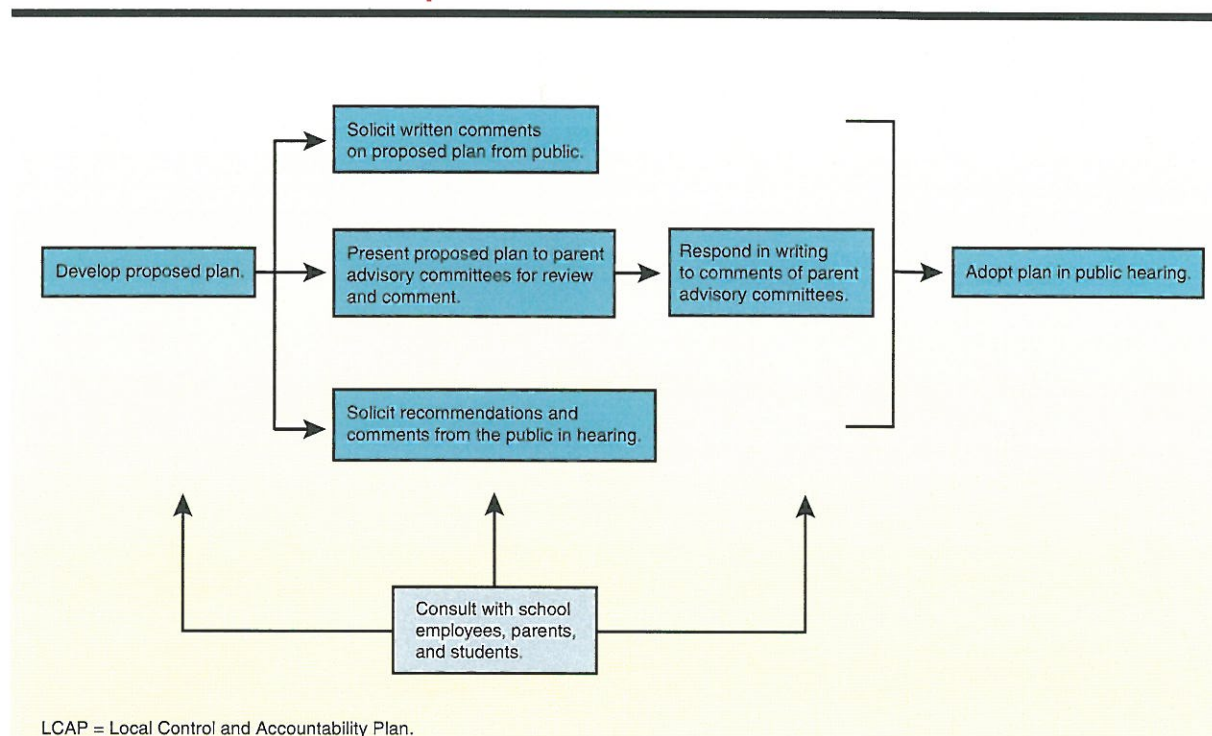 Solicit written comments
on proposed plan from public.
Develop proposed plan.
Present proposed plan to parent
advisory committees for review
and comment.
Respond in writing
to comments of parent
advisory committees.
Adopt plan in public hearing.
Solicit recommendations and
comments from the public in hearing.
Consult with school
employees, parents,
and students.
LCAP = Local Control and Accountability Plan.